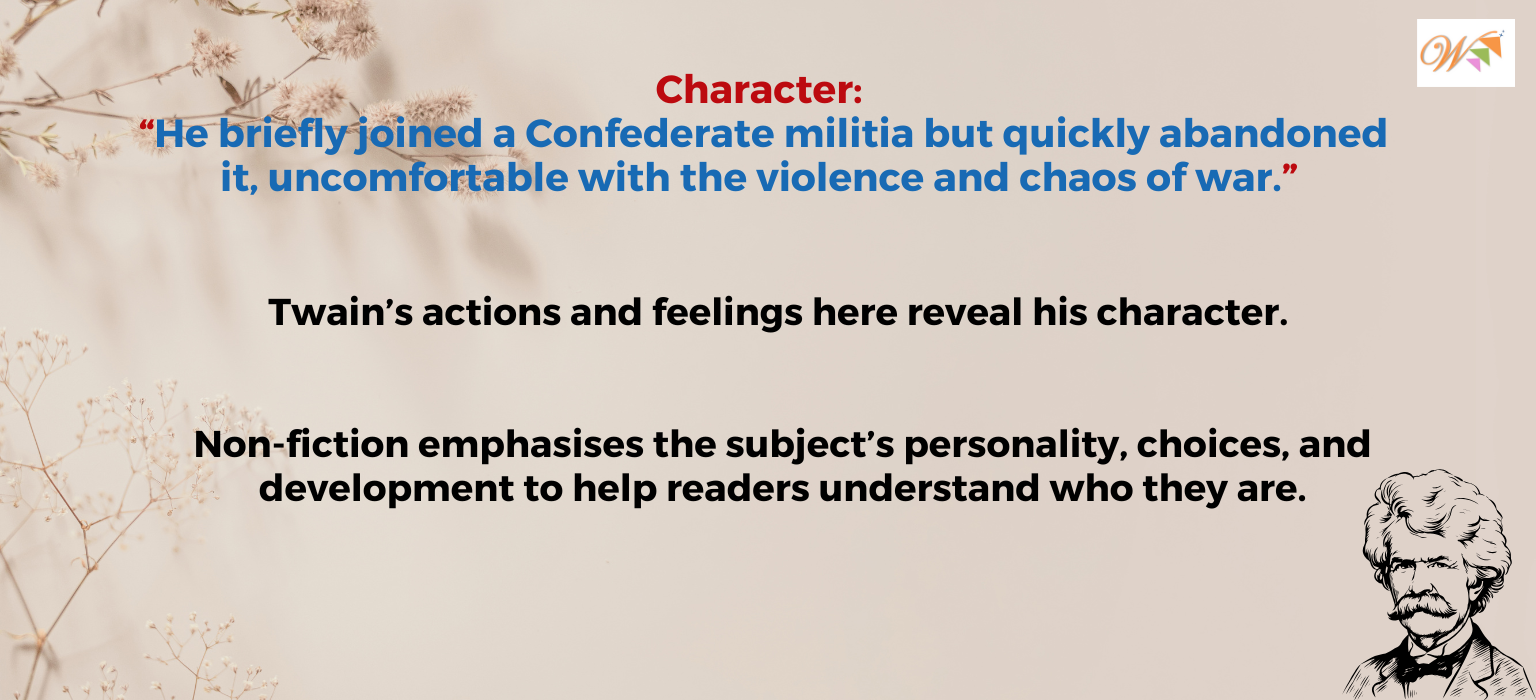 W
Character:
“He briefly joined a Confederate militia but quickly abandoned
it, uncomfortable with the violence and chaos of war.”
Twain’s actions and feelings here reveal his character.
Non-fiction emphasises the subject’s personality, choices, and
development to help readers understand who they are.